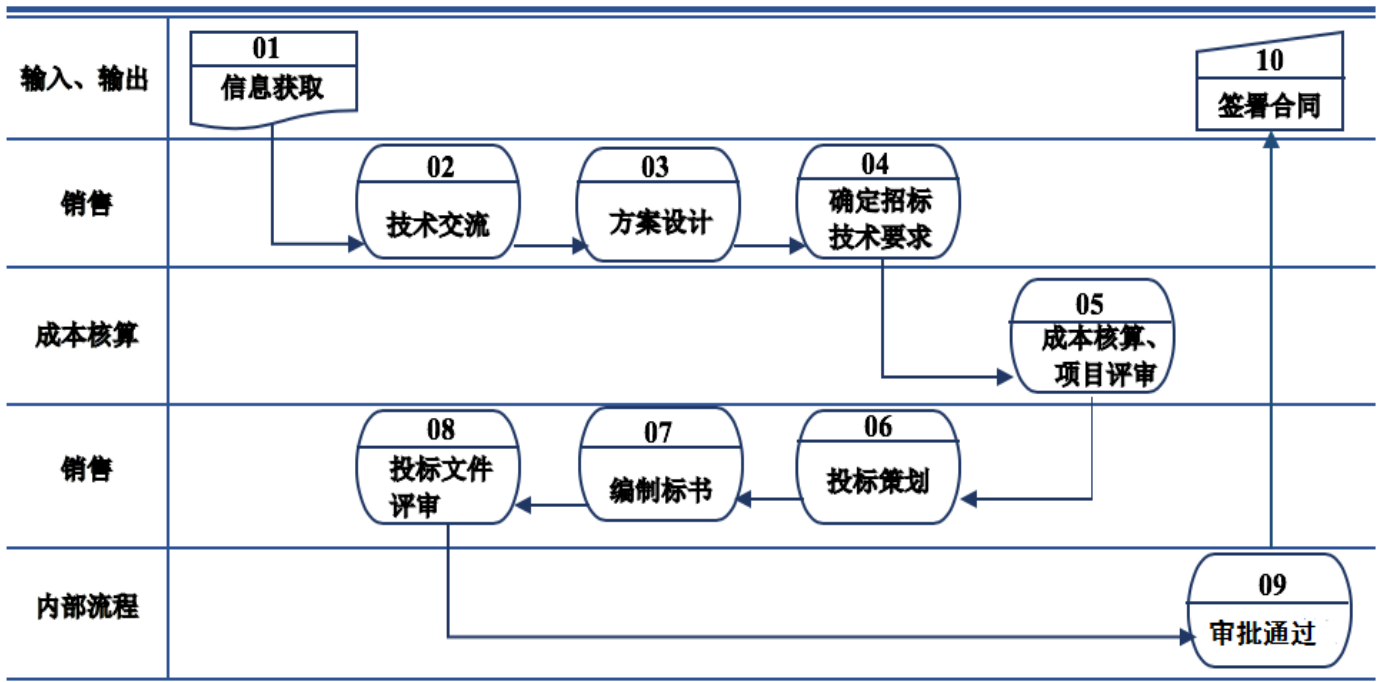 输入、输出
01
信息获取
10
签署合同
销售
02
技术交流
03
方案设计
04
确定招标
技术要求
成本核算
05
成本核算、
项目评审
销售
08
投标文件
评审
07
编制标书
06
投标策划
内部流程
09
审批通过